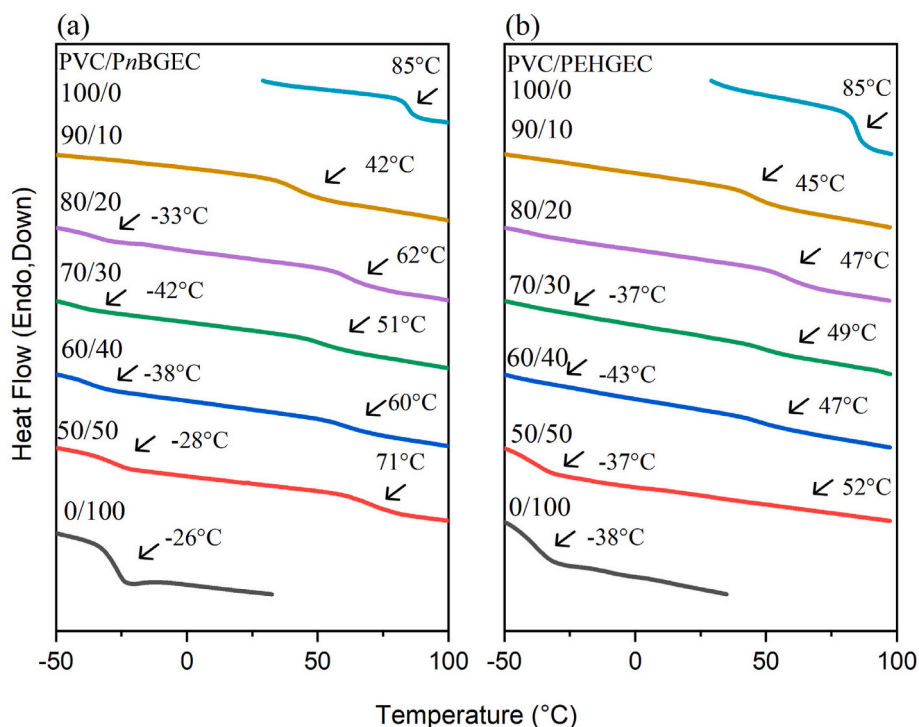 (a)
PVC/PnBGEC
85°C
100/0
90/10
42°C
80/20
-33°C
62°C
70/30
-42°C
51°C
60/40
-38°C
60°C
50/50
-28°C
71°C
0/100
-26°C
-50 0 50 100
(b)
PVC/PEHGEC
85°C
100/0
90/10
45°C
80/20
47°C
70/30
-37°C
49°C
60/40
-43°C
47°C
50/50
-37°C
52°C
0/100
-38°C
-50 0 50 100
Heat Flow (Endo,Down)
Temperature (°C)